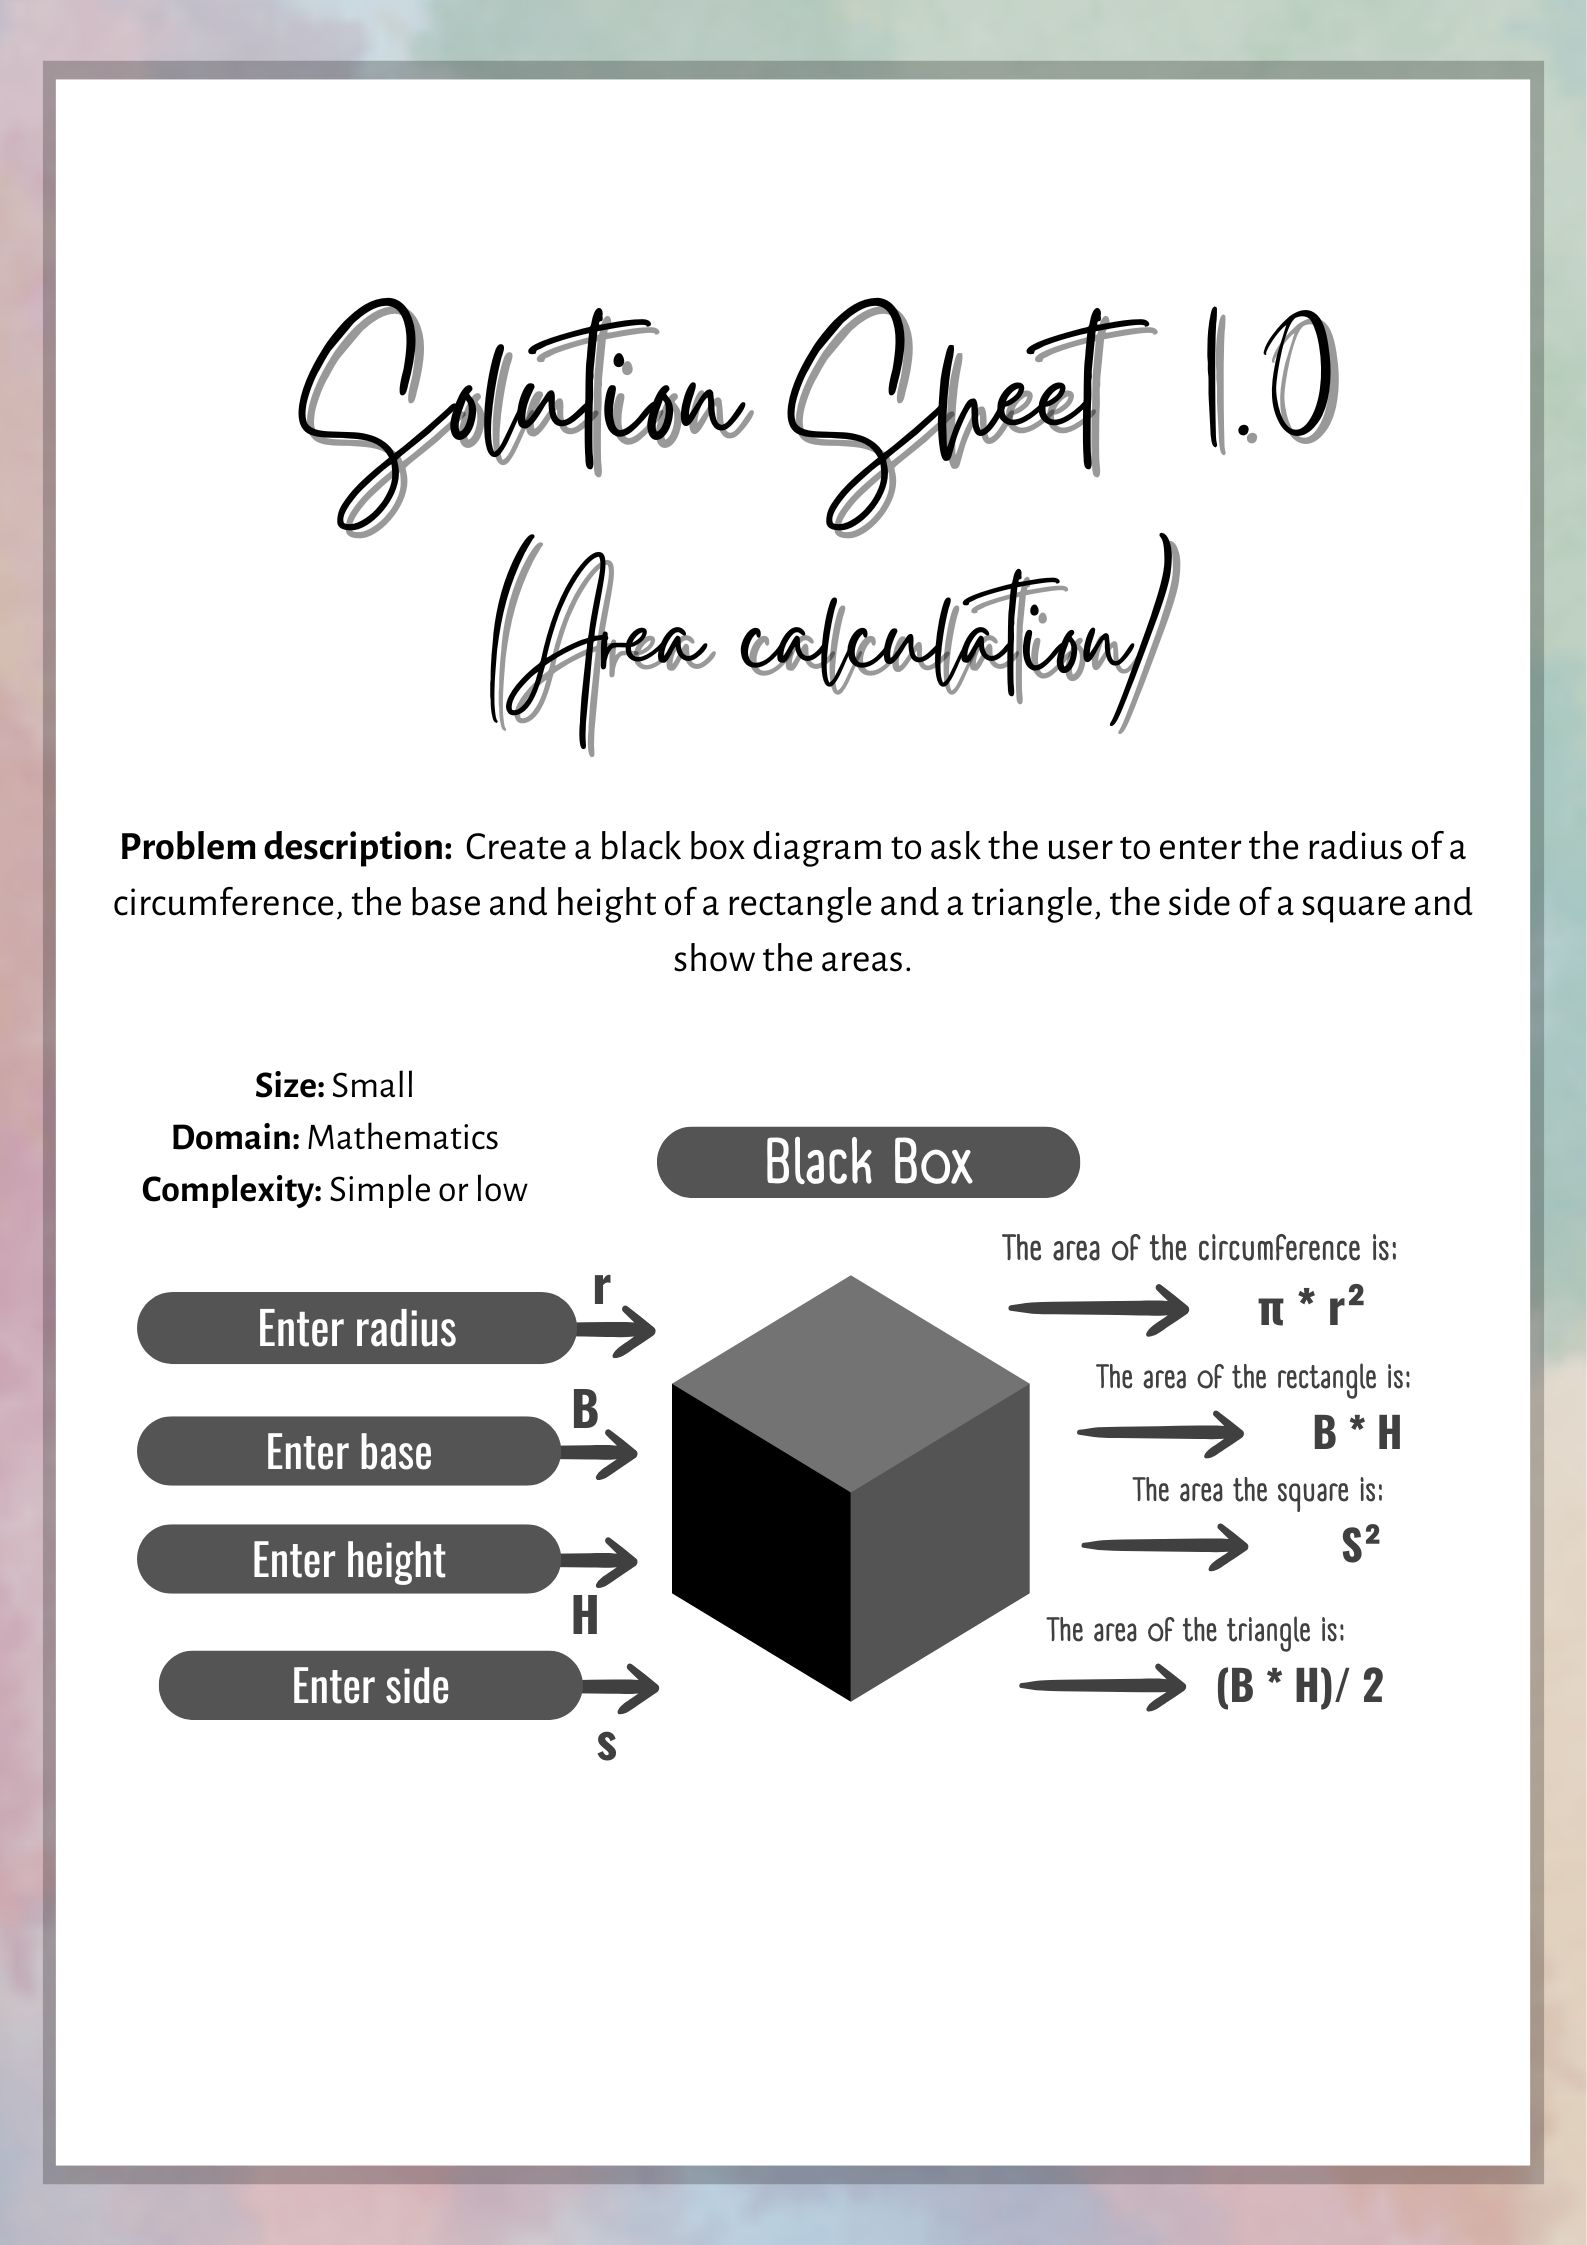 Solution Sheet 1.0
(Area calculation)
Problem description: Create a black box diagram to ask the user to enter the radius of a
circumference, the base and height of a rectangle and a triangle, the side of a square and
show the areas.
Size: Small
Domain: Mathematics
Complexity: Simple or low
Black Box
Enter radius
r
Enter base
B
Enter height
H
Enter side
s
The area of the circumference is:
π * r²
The area of the rectangle is:
B * H
The area the square is:
S²
The area of the triangle is:
(B * H)/ 2